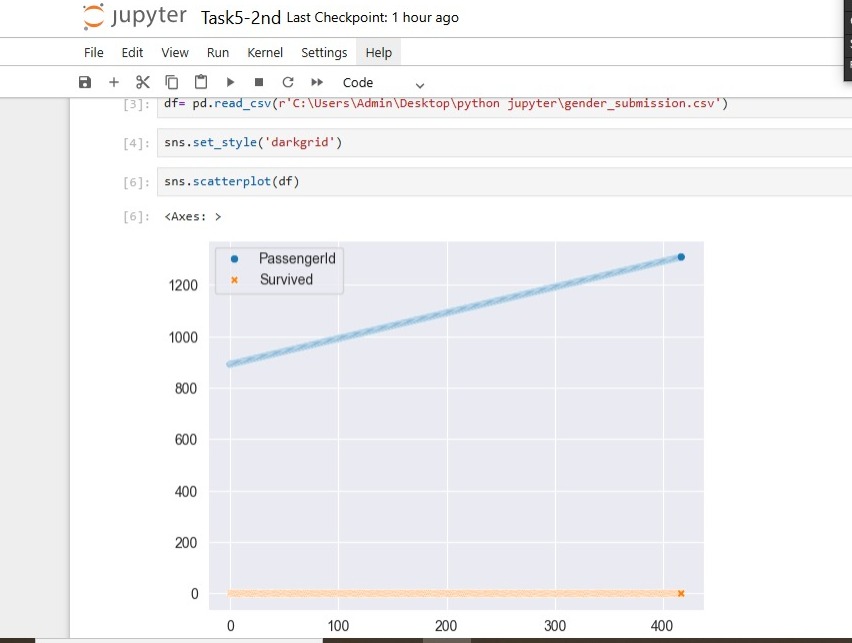 jupyter Task5-2nd Last Checkpoint: 1 hour ago
File Edit View Run Kernel Settings Help
Code
[3]: df= pd.read_csv(r'C:\Users\Admin\Desktop\python jupyter\gender_submission.csv')
[4]: sns.set_style('darkgrid')
[6]: sns.scatterplot(df)
[6]: <Axes: >
PassengerId
Survived
1200
1000
800
600
400
200
0
0 100 200 300 400